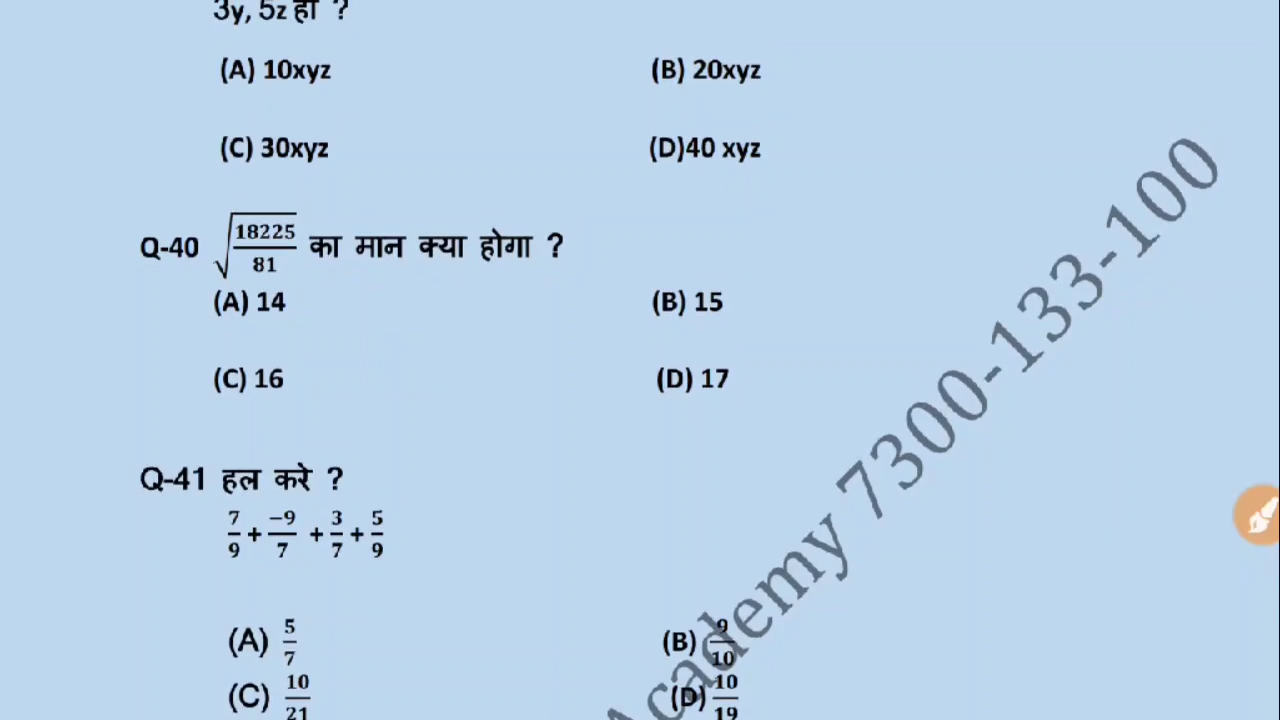 3y, 5z हो ?
(A) 10xyz (B) 20xyz
(C) 30xyz (D)40 xyz
Q-40 √(18225/81) का मान क्या होगा ?
(A) 14 (B) 15
(C) 16 (D) 17
Q-41 हल करे ?
7/9 + -9/7 + 3/7 + 5/9
(A) 5/7 (B) 9/10
(C) 10/21 (D) 10/19
Academy 7300-133-100